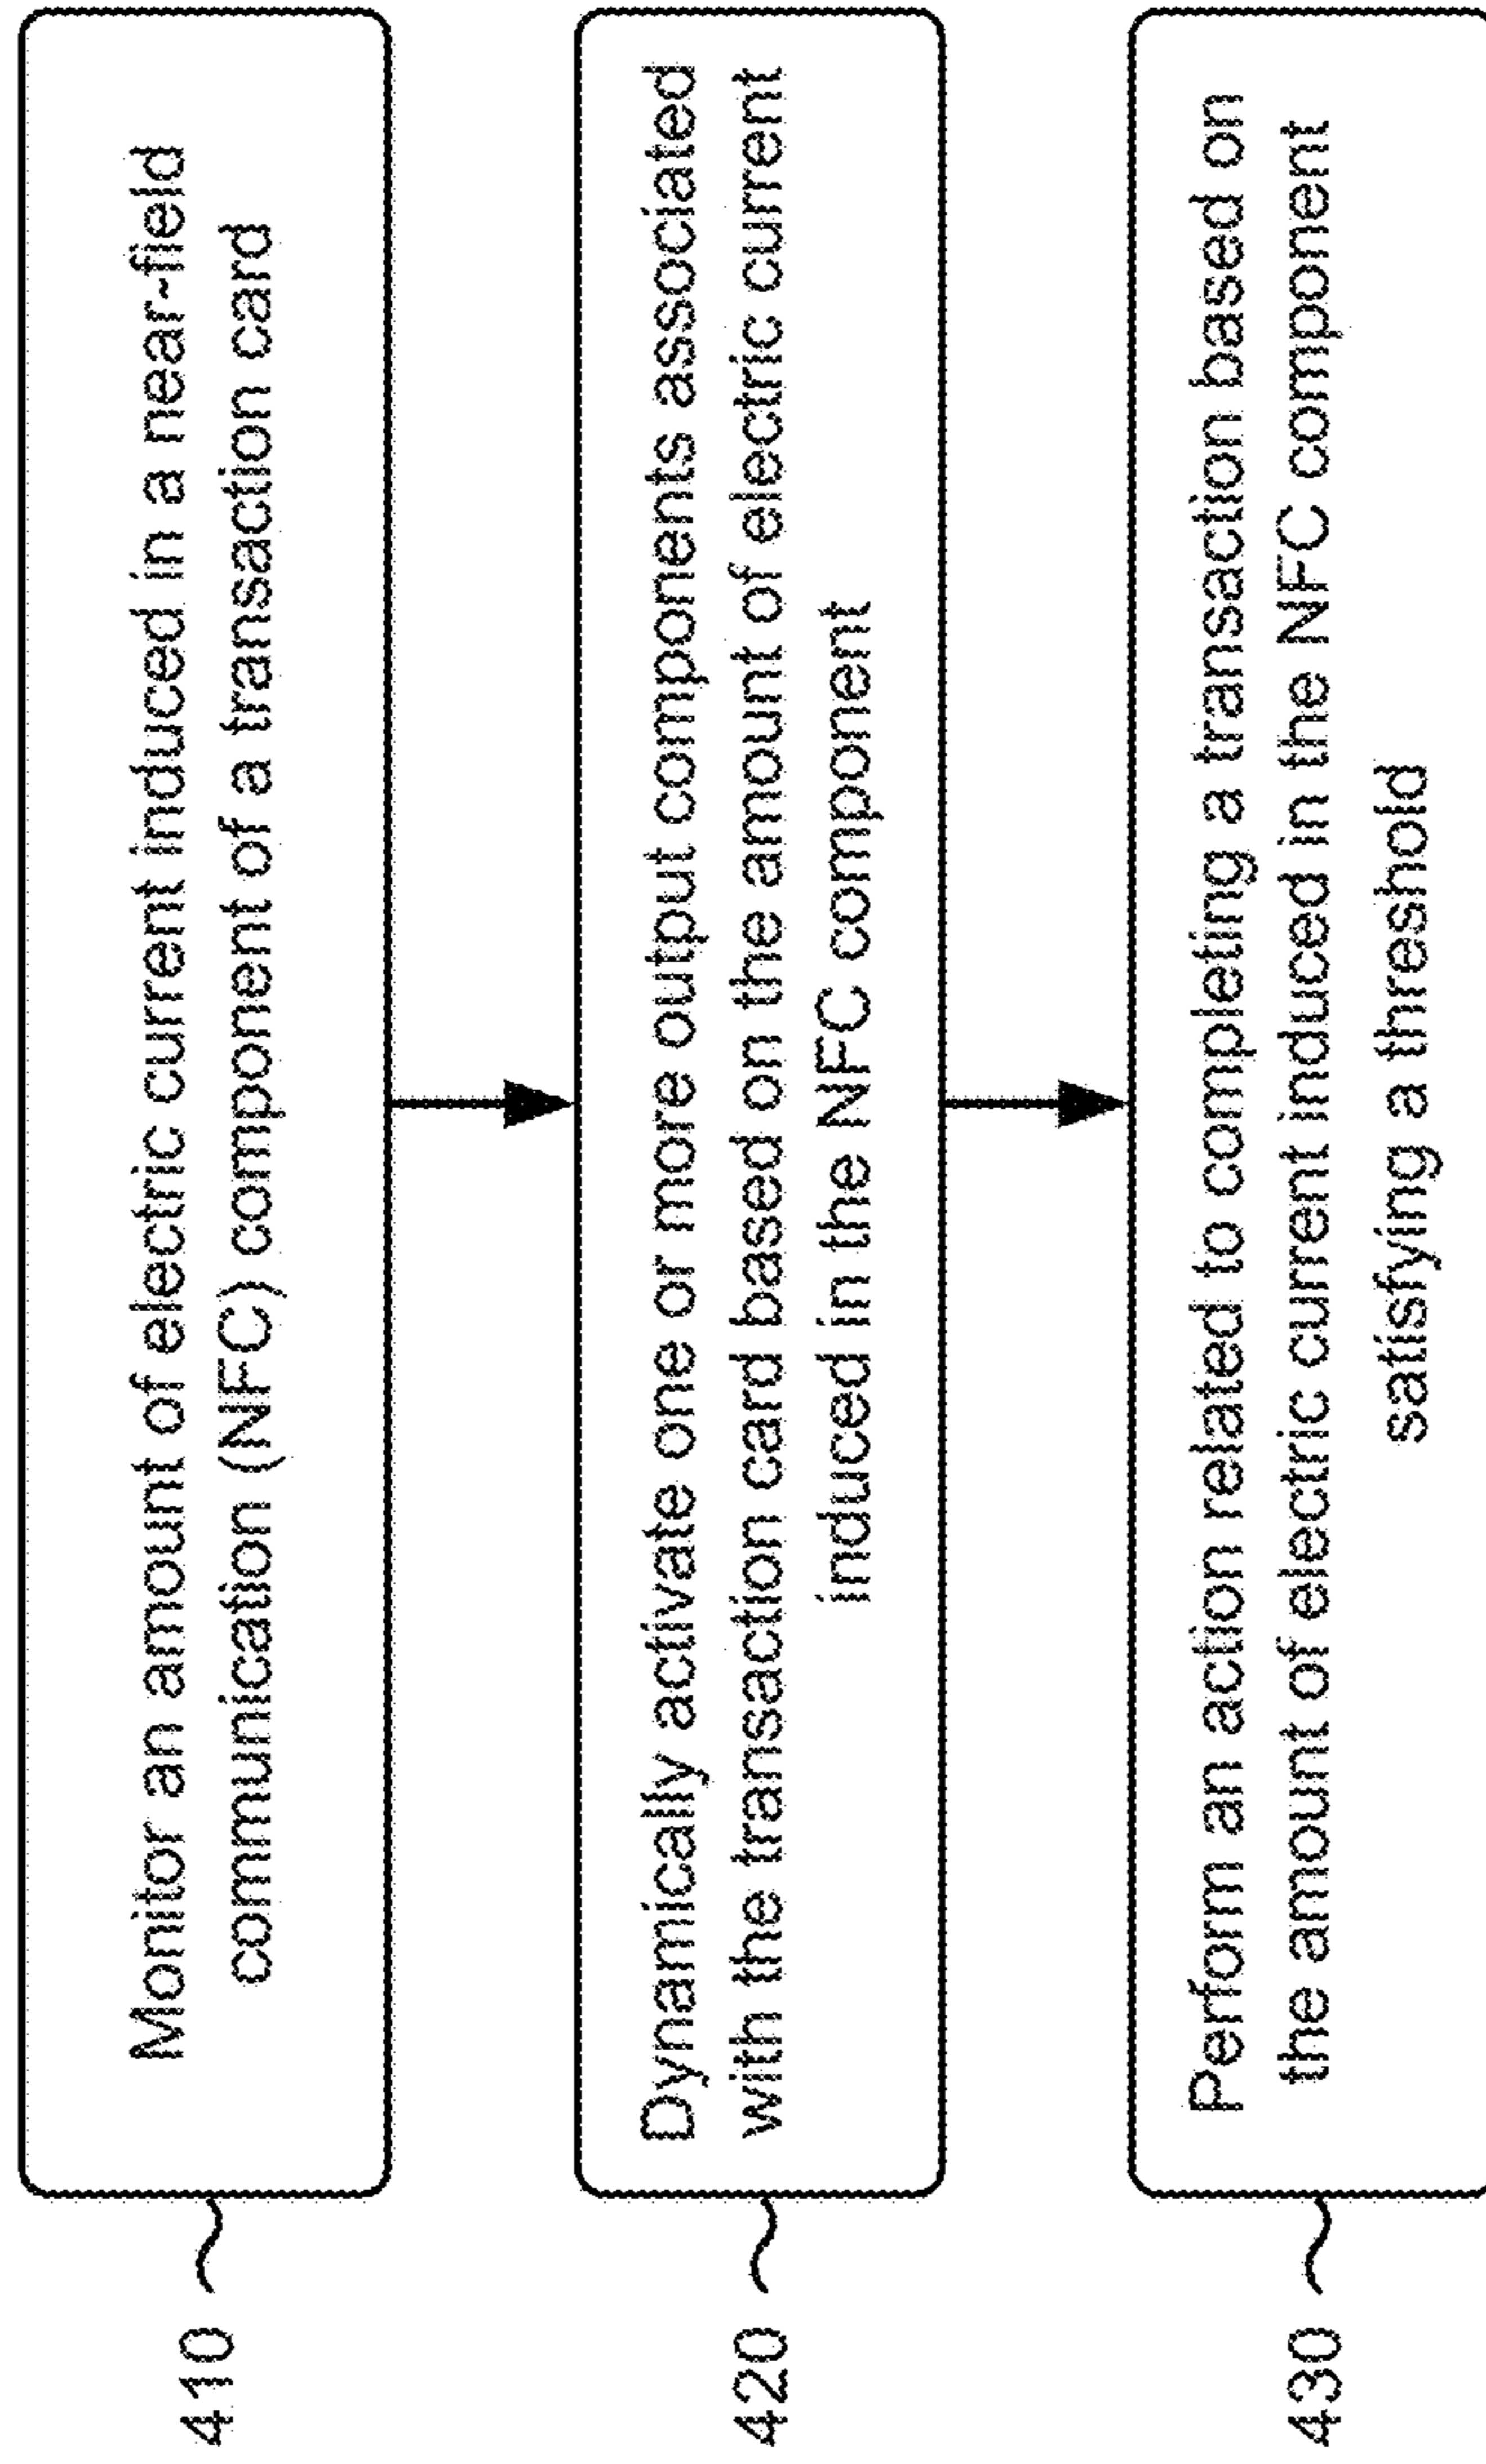 410
Monitor an amount of electric current induced in a near-field
communication (NFC) component of a transaction card
420
Dynamically activate one or more output components associated
with the transaction card based on the amount of electric current
induced in the NFC component
430
Perform an action related to completing a transaction based on
the amount of electric current induced in the NFC component
satisfying a threshold